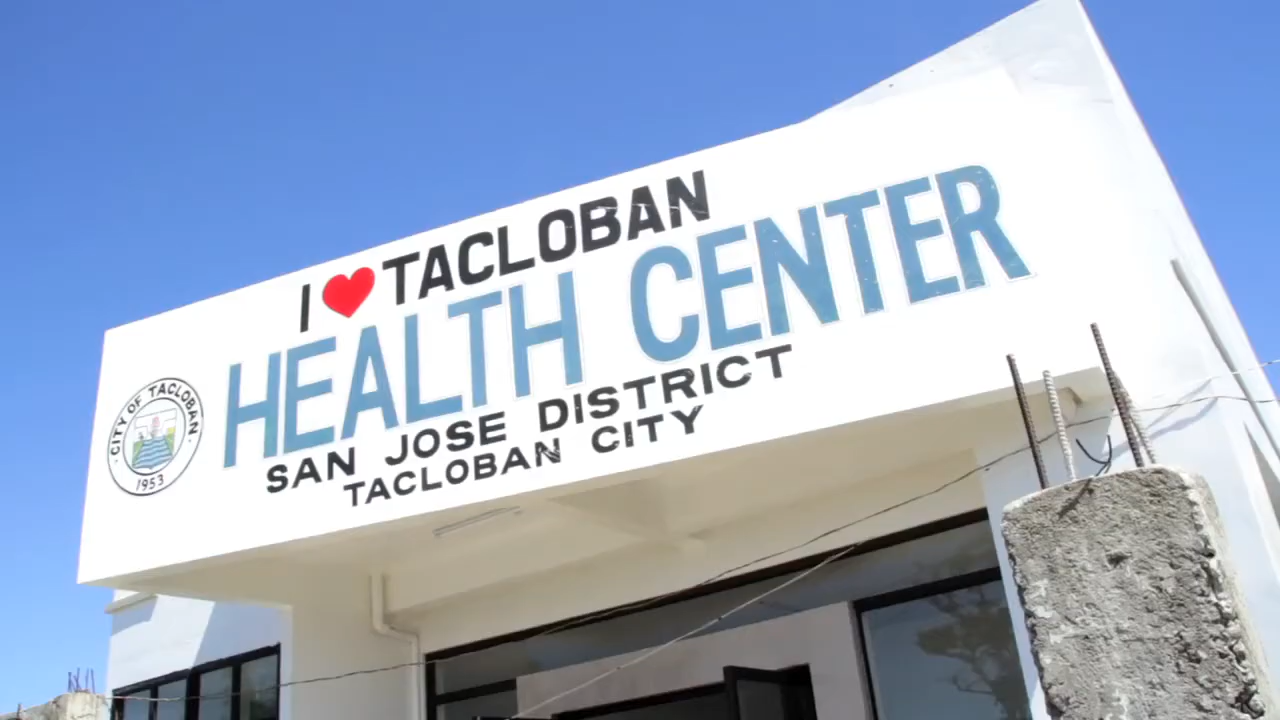 I ❤ TACLOBAN
HEALTH CENTER
SAN JOSE DISTRICT
TACLOBAN CITY
CITY OF TACLOBAN
1953